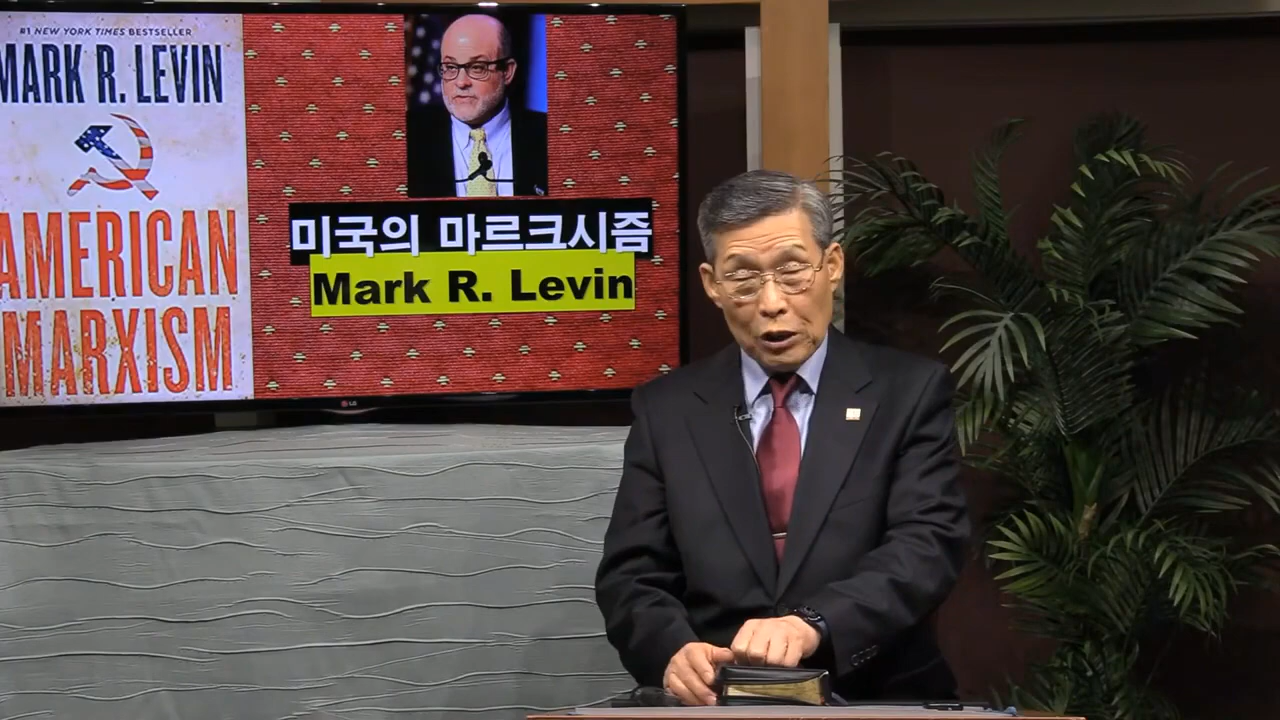 #1 NEW YORK TIMES BESTSELLER
MARK R. LEVIN
AMERICAN
MARXISM
미국의 마르크시즘
Mark R. Levin
LG